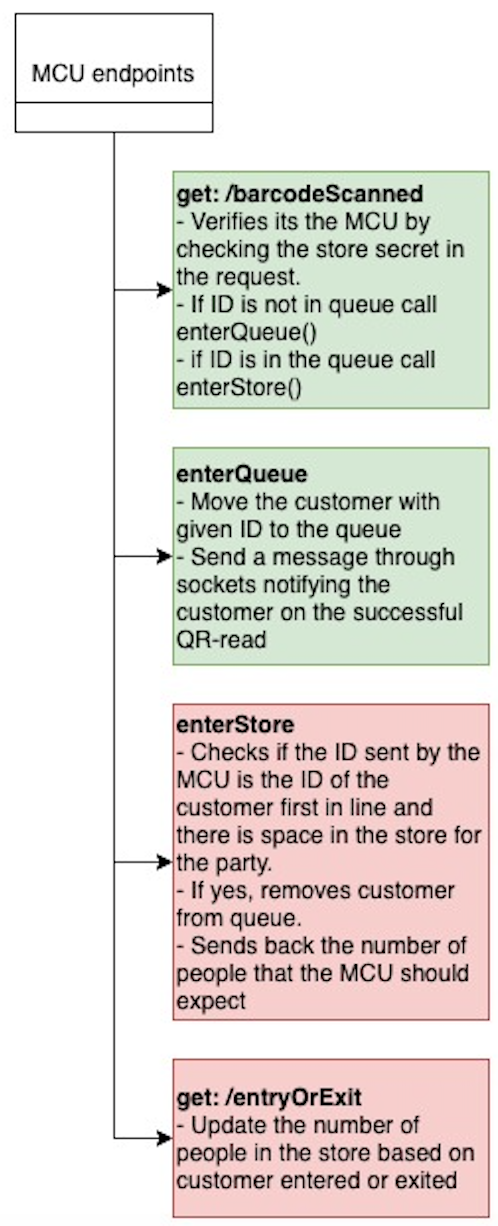 MCU endpoints
get: /barcodeScanned
- Verifies its the MCU by
checking the store secret in
the request.
- If ID is not in queue call
enterQueue()
- if ID is in the queue call
enterStore()
enterQueue
- Move the customer with
given ID to the queue
- Send a message through
sockets notifying the
customer on the successful
QR-read
enterStore
- Checks if the ID sent by the
MCU is the ID of the
customer first in line and
there is space in the store for
the party.
- If yes, removes customer
from queue.
- Sends back the number of
people that the MCU should
expect
get: /entryOrExit
- Update the number of
people in the store based on
customer entered or exited